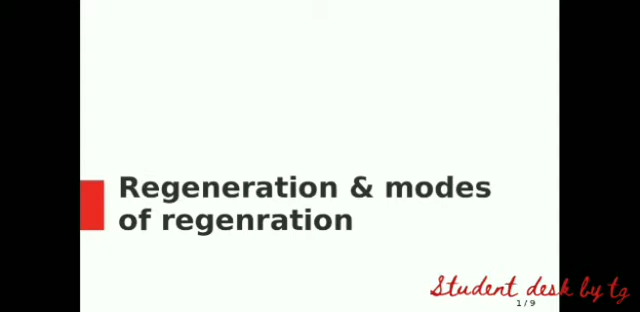 Regeneration & modes
of regenration
Student desk by tg
1 / 9